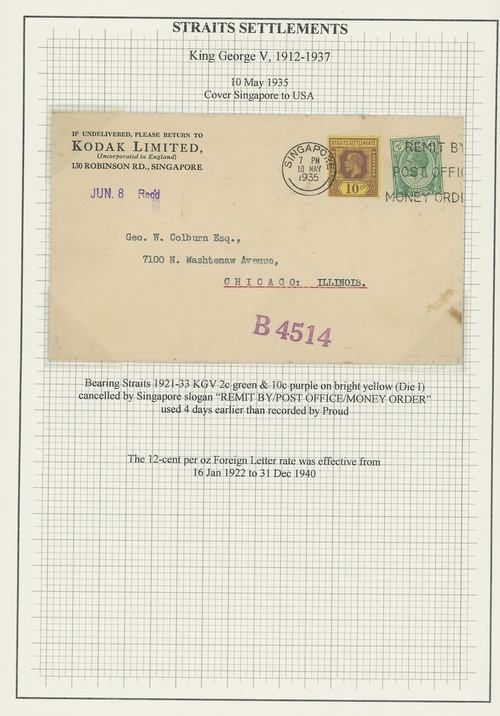 STRAITS SETTLEMENTS
King George V, 1912-1937
10 May 1935
Cover Singapore to USA
IF UNDELIVERED, PLEASE RETURN TO
KODAK LIMITED,
(Incorporated in England)
130 ROBINSON RD., SINGAPORE
JUN. 8 Recd
SINGAPORE
7 PM
10 MAY
1935
STRAITS SETTLEMENTS
10
REMIT BY
POST OFFI
MONEY ORDE
Geo. W. Colburn Esq.,
7100 N. Washtenaw Avenue,
CHICAGO: ILLINOIS.
B4514
Bearing Straits 1921-33 KGV 2c green & 10c purple on bright yellow (Die I)
cancelled by Singapore slogan "REMIT BY/POST OFFICE/MONEY ORDER"
used 4 days earlier than recorded by Proud
The 12-cent per oz Foreign Letter rate was effective from
16 Jan 1922 to 31 Dec 1940